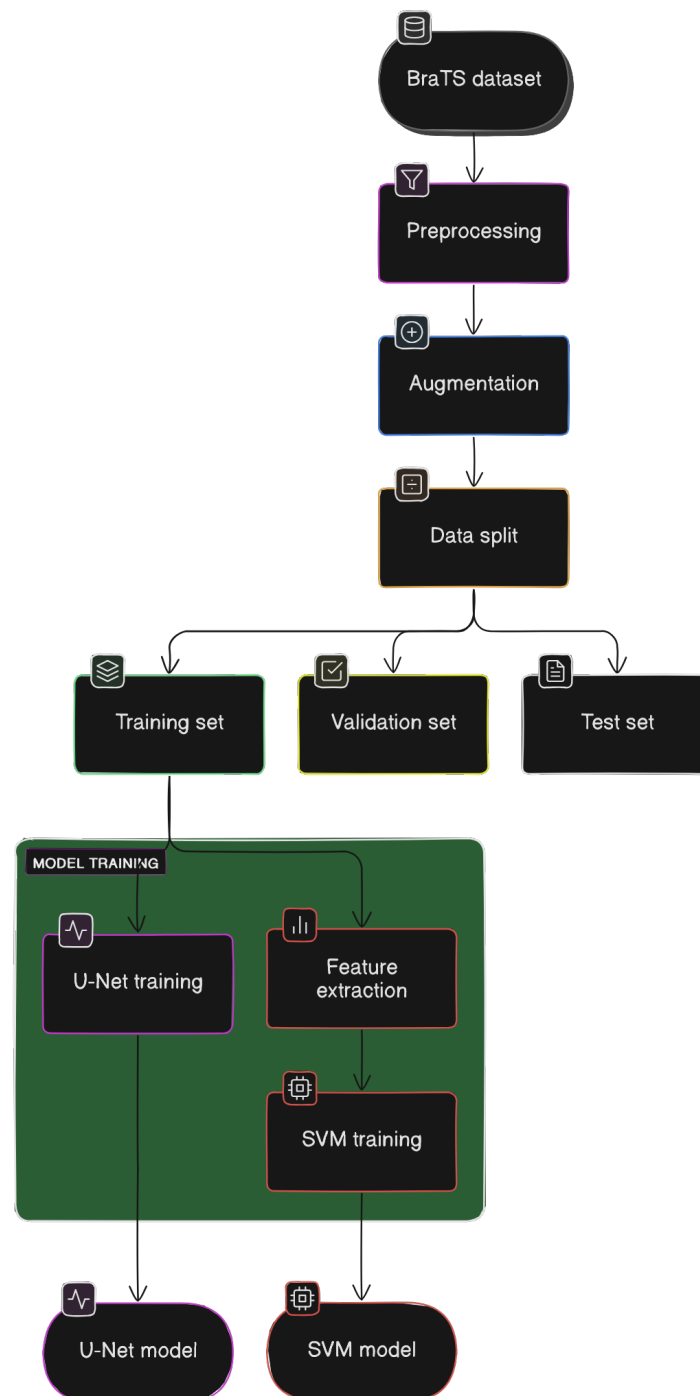 BraTS dataset
Preprocessing
Augmentation
Data split
Training set
Validation set
Test set
MODEL TRAINING
U-Net training
Feature
extraction
SVM training
U-Net model
SVM model